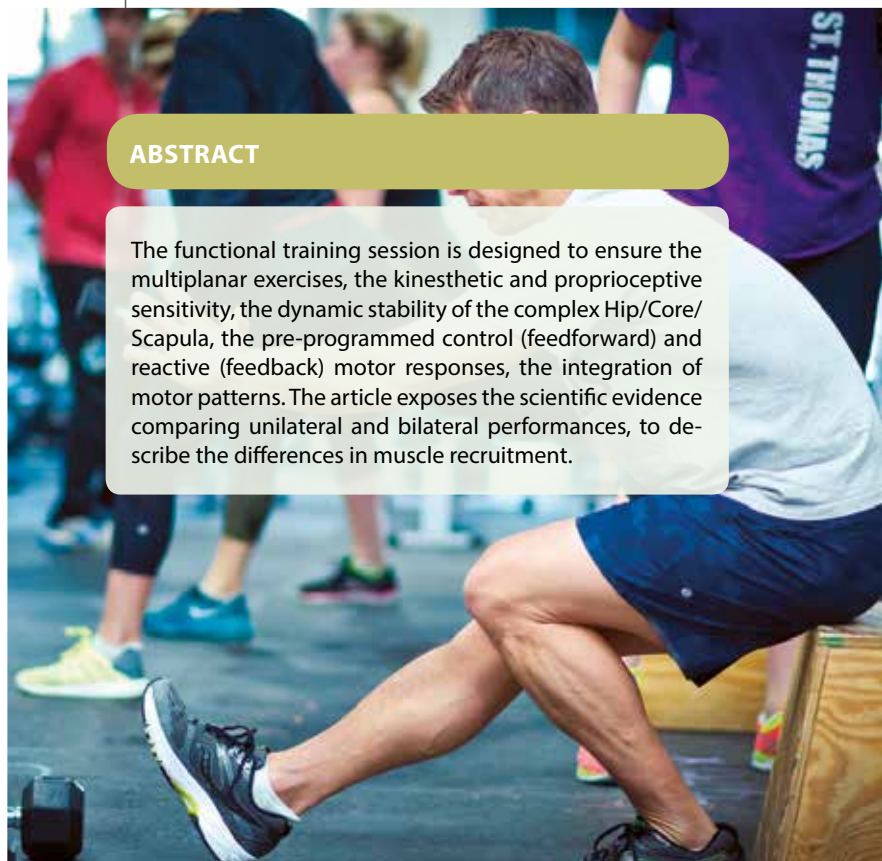 ABSTRACT
The functional training session is designed to ensure the
multiplanar exercises, the kinesthetic and proprioceptive
sensitivity, the dynamic stability of the complex Hip/Core/
Scapula, the pre-programmed control (feedforward) and
reactive (feedback) motor responses, the integration of
motor patterns. The article exposes the scientific evidence
comparing unilateral and bilateral performances, to de-
scribe the differences in muscle recruitment.
ST. THOMAS